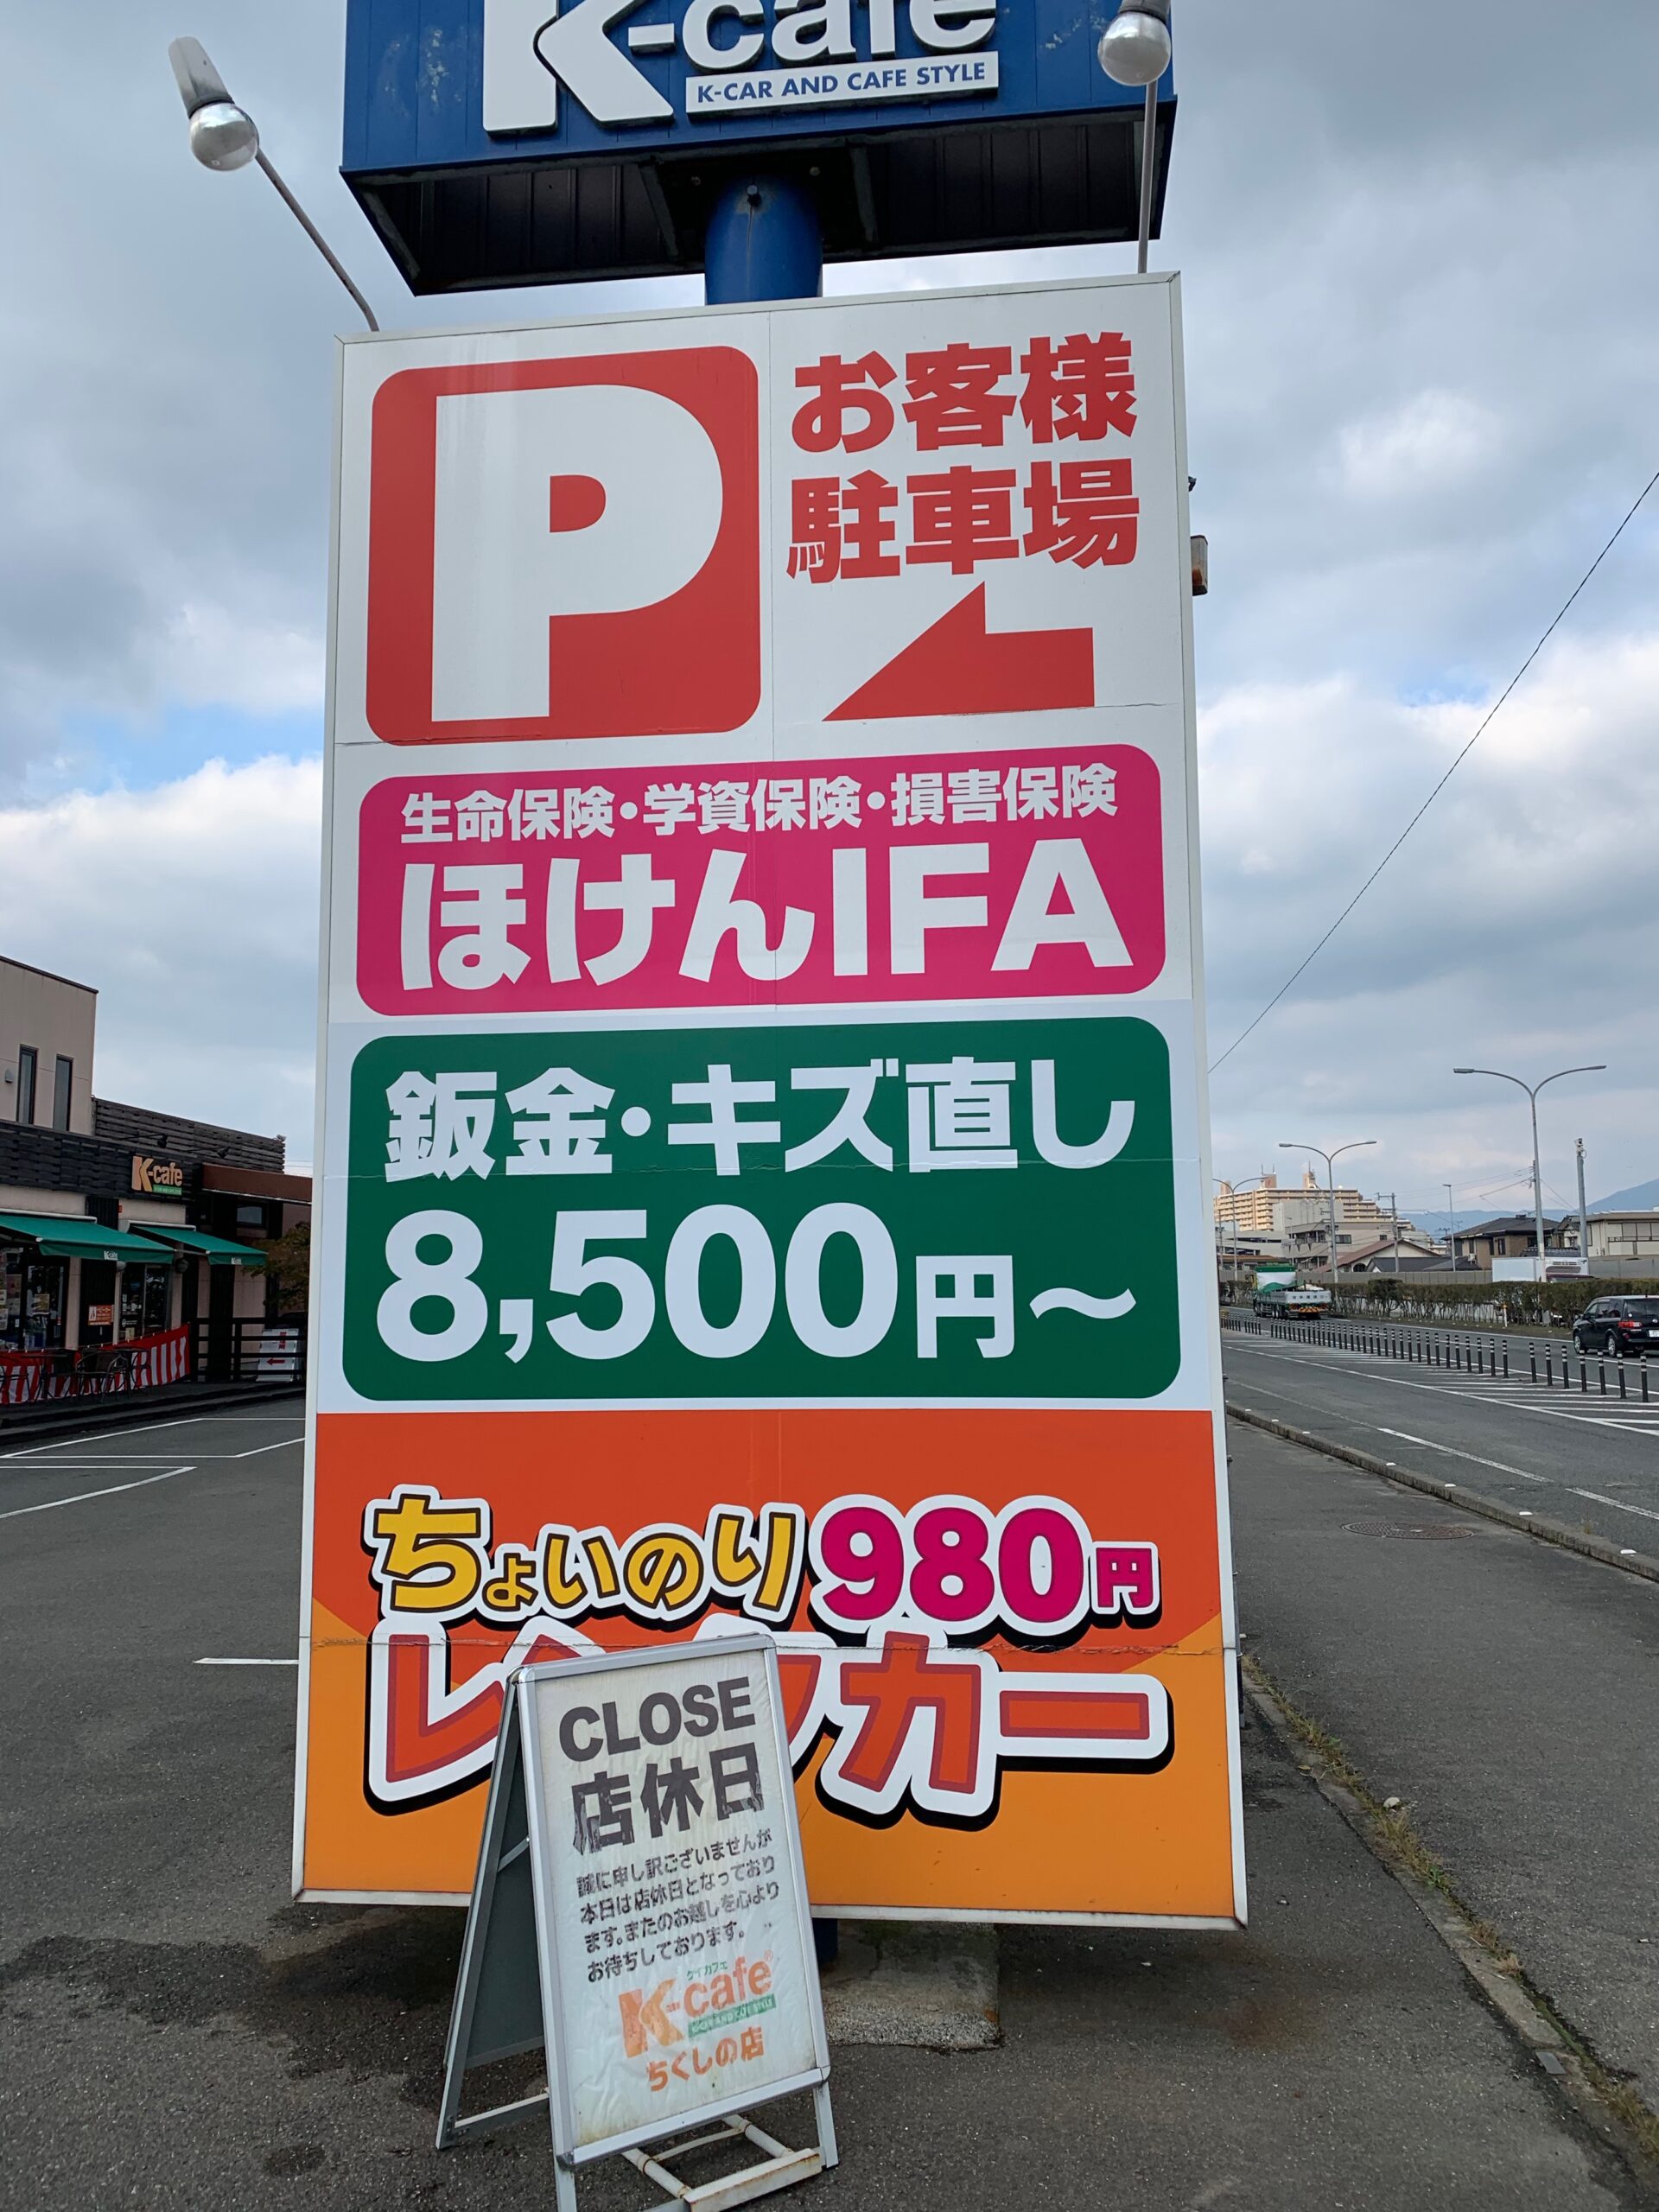 K-cafe
K-CAR AND CAFE STYLE
P
お客様
駐車場
生命保険・学資保険・損害保険
ほけんIFA
鈑金・キズ直し
8,500円〜
ちょいのり980円
レンタカー
K-cafe
CLOSE
店休日
誠に申し訳ございませんが
本日は店休日となっており
ます。またのお越しを心より
お待ちしております。
ケイカフェ
K-cafe®
ちくしの店